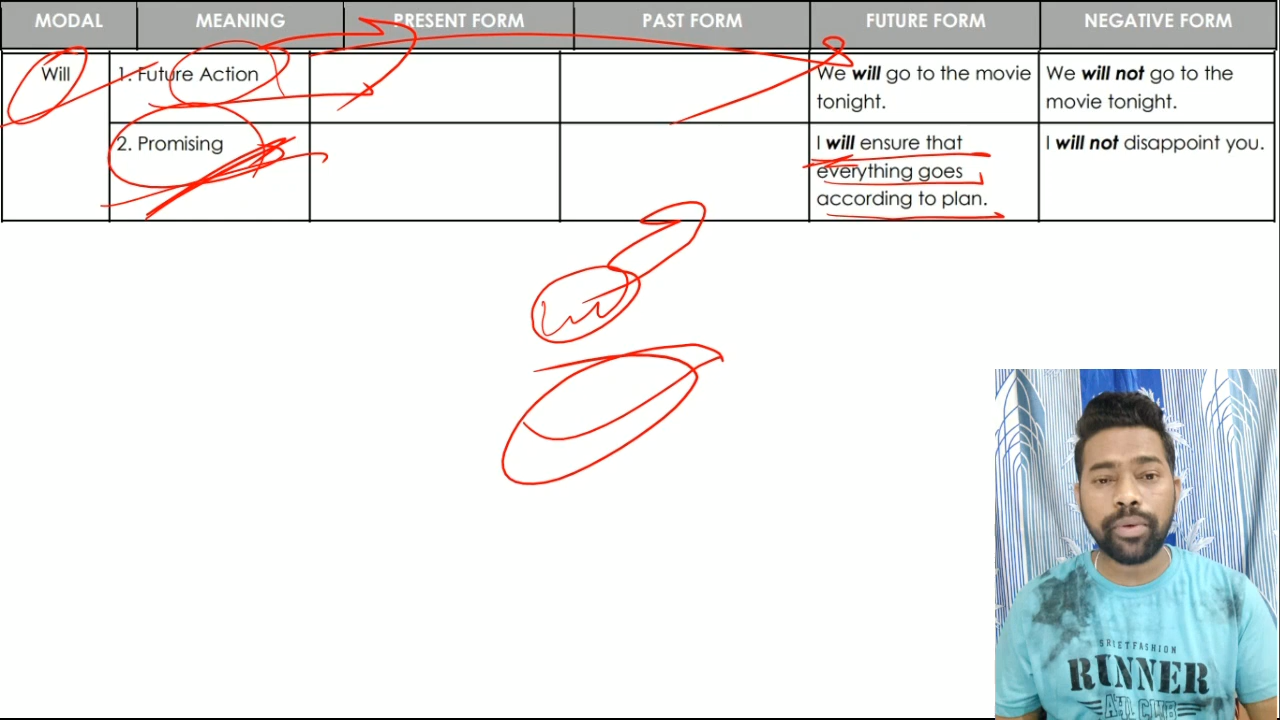 MODAL MEANING PRESENT FORM PAST FORM FUTURE FORM NEGATIVE FORM
Will
1. Future Action
We will go to the movie
tonight.
We will not go to the
movie tonight.
2. Promising
I will ensure that
everything goes
according to plan.
I will not disappoint you.
RUNNER